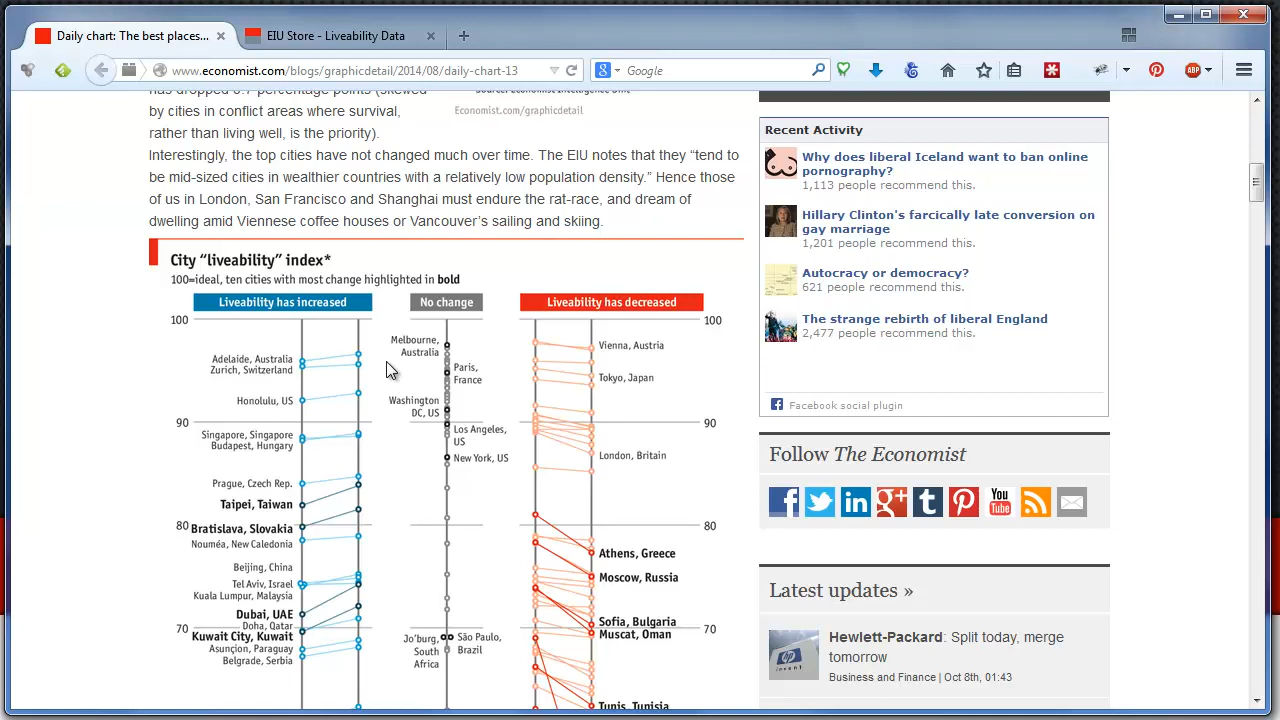 Daily chart: The best places...
EIU Store - Liveability Data
www.economist.com/blogs/graphicdetail/2014/08/daily-chart-13
Google
ABP
by cities in conflict areas where survival,
rather than living well, is the priority).
Economist.com/graphicdetail
Interestingly, the top cities have not changed much over time. The EIU notes that they “tend to
be mid-sized cities in wealthier countries with a relatively low population density.” Hence those
of us in London, San Francisco and Shanghai must endure the rat-race, and dream of
dwelling amid Viennese coffee houses or Vancouver’s sailing and skiing.
City “liveability” index*
100=ideal, ten cities with most change highlighted in bold
Liveability has increased
No change
Liveability has decreased
100
90
80
70
Adelaide, Australia
Zurich, Switzerland
Honolulu, US
Singapore, Singapore
Budapest, Hungary
Prague, Czech Rep.
Taipei, Taiwan
Bratislava, Slovakia
Nouméa, New Caledonia
Beijing, China
Tel Aviv, Israel
Kuala Lumpur, Malaysia
Dubai, UAE
Doha, Qatar
Kuwait City, Kuwait
Asunçion, Paraguay
Belgrade, Serbia
Melbourne,
Australia
Paris,
France
Washington
DC, US
Los Angeles,
US
New York, US
Jo’burg,
South
Africa
São Paulo,
Brazil
100
90
80
70
Vienna, Austria
Tokyo, Japan
London, Britain
Athens, Greece
Moscow, Russia
Sofia, Bulgaria
Muscat, Oman
Tunis, Tunisia
Recent Activity
Why does liberal Iceland want to ban online
pornography?
1,113 people recommend this.
Hillary Clinton's farcically late conversion on
gay marriage
1,201 people recommend this.
Autocracy or democracy?
621 people recommend this.
The strange rebirth of liberal England
2,477 people recommend this.
Facebook social plugin
Follow The Economist
You
Tube
Latest updates »
Hewlett-Packard: Split today, merge
tomorrow
Business and Finance | Oct 8th, 01:43